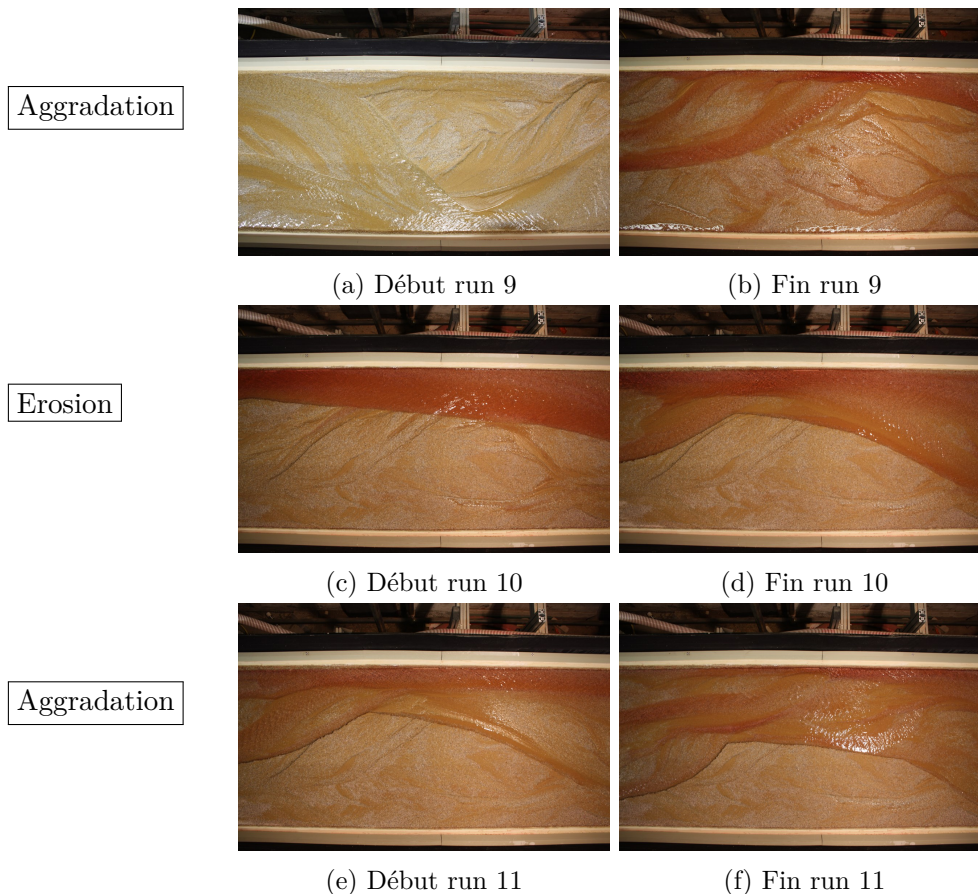 Aggradation
(a) Début run 9
(b) Fin run 9
Erosion
(c) Début run 10
(d) Fin run 10
Aggradation
(e) Début run 11
(f) Fin run 11